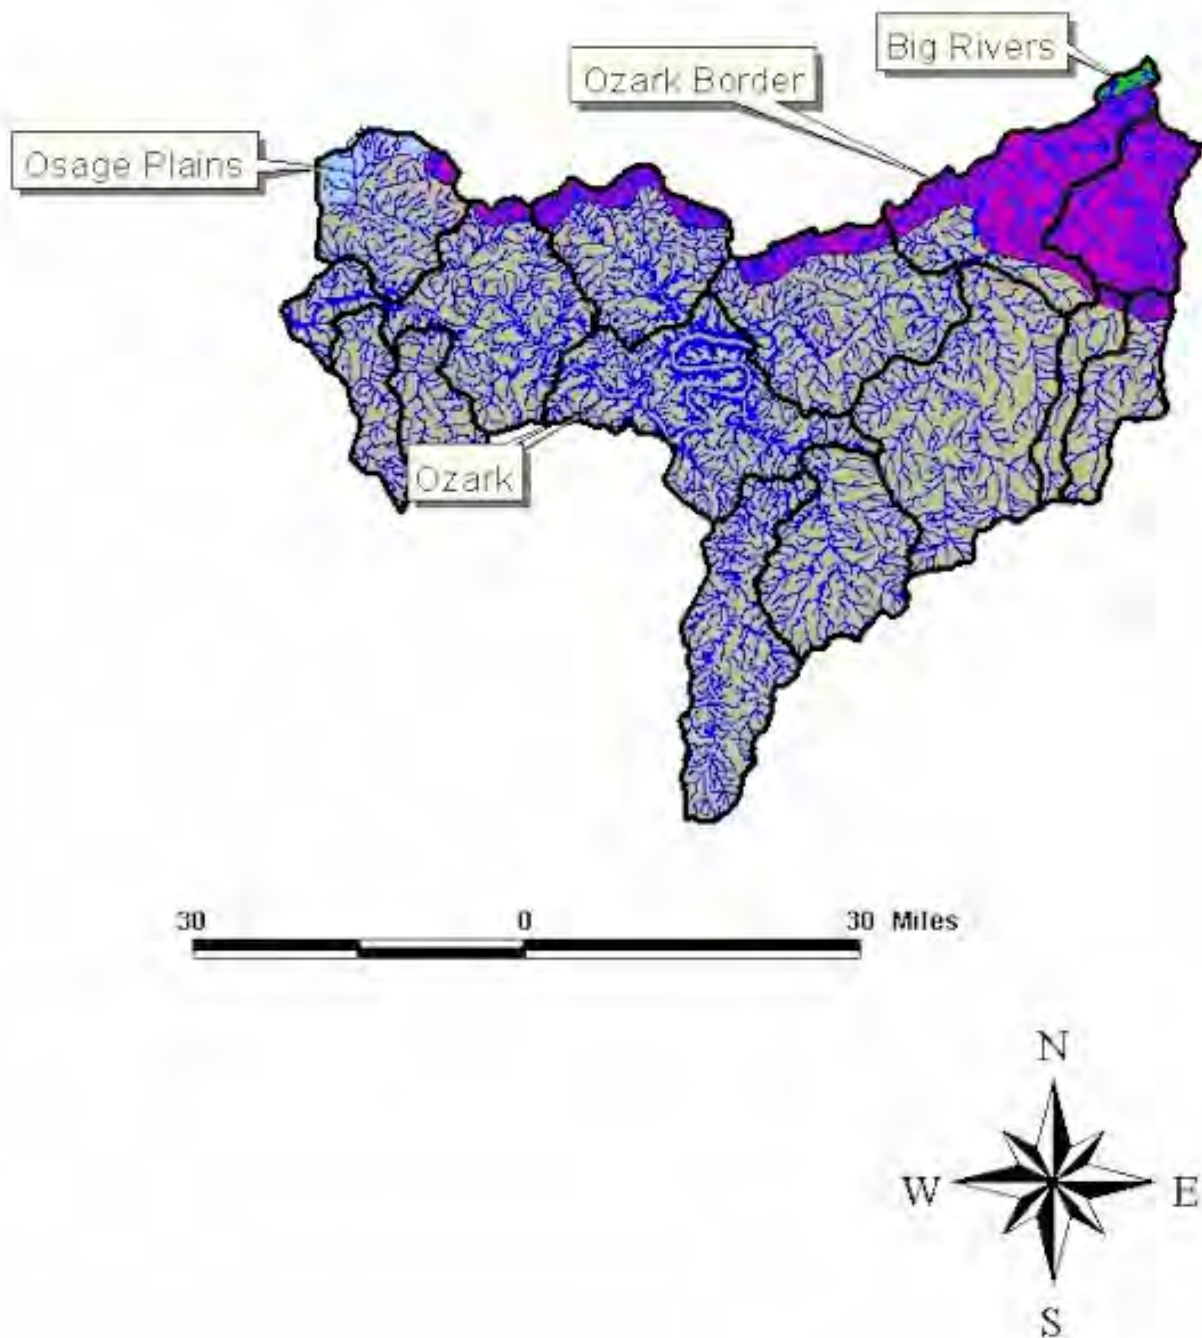 Big Rivers
Ozark Border
Osage Plains
Ozark
30 0 30 Miles
N
W E
S